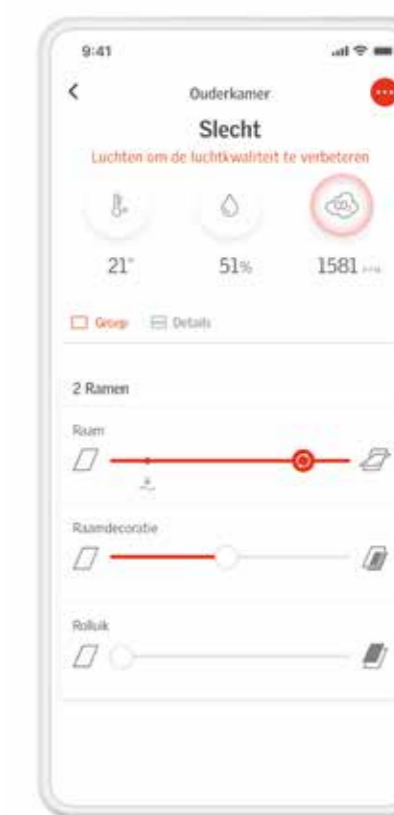 9:41
Ouderkamer
Slecht
Luchten om de luchtkwaliteit te verbeteren
21°
51%
1581
Groep
Details
2 Ramen
Raam
Raamdecoratie
Rolluik